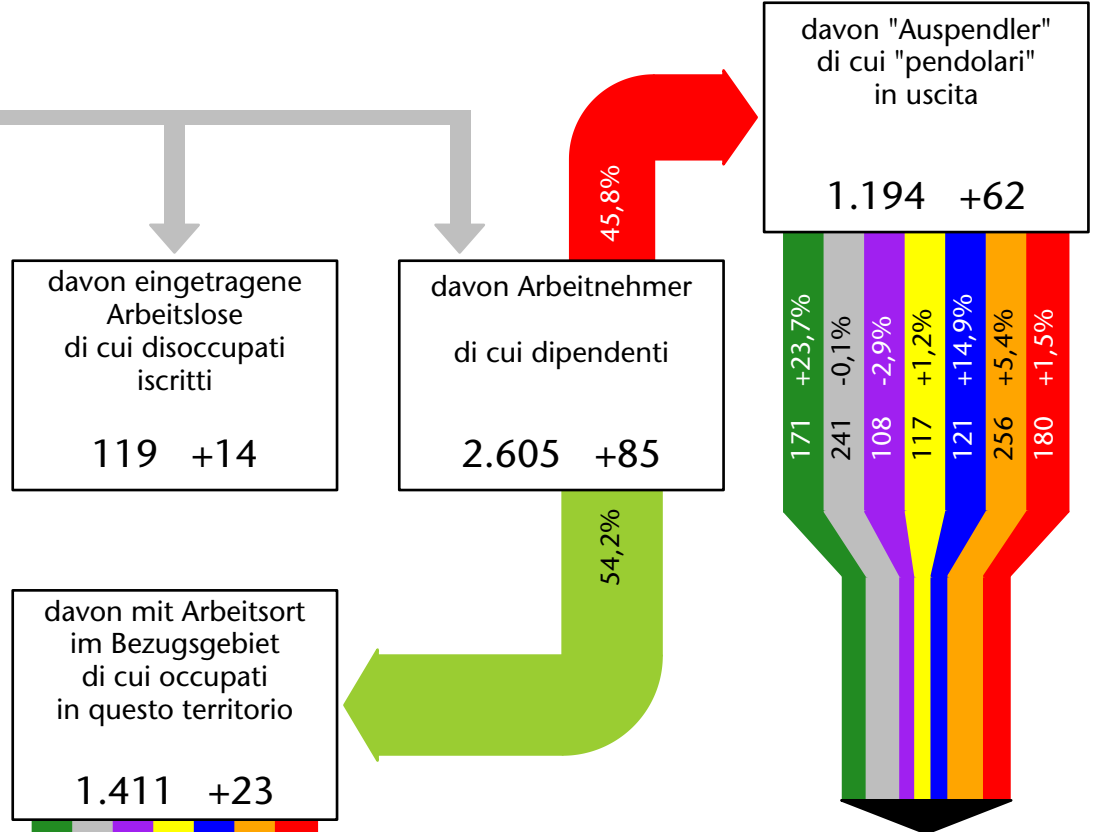 davon "Auspendler"
di cui "pendolari"
in uscita
1.194 +62
45,8%
davon eingetragene
Arbeitslose
di cui disoccupati
iscritti
119 +14
davon Arbeitnehmer
di cui dipendenti
2.605 +85
171 +23,7%
241 -0,1%
108 -2,9%
117 +1,2%
121 +14,9%
256 +5,4%
180 +1,5%
54,2%
davon mit Arbeitsort
im Bezugsgebiet
di cui occupati
in questo territorio
1.411 +23